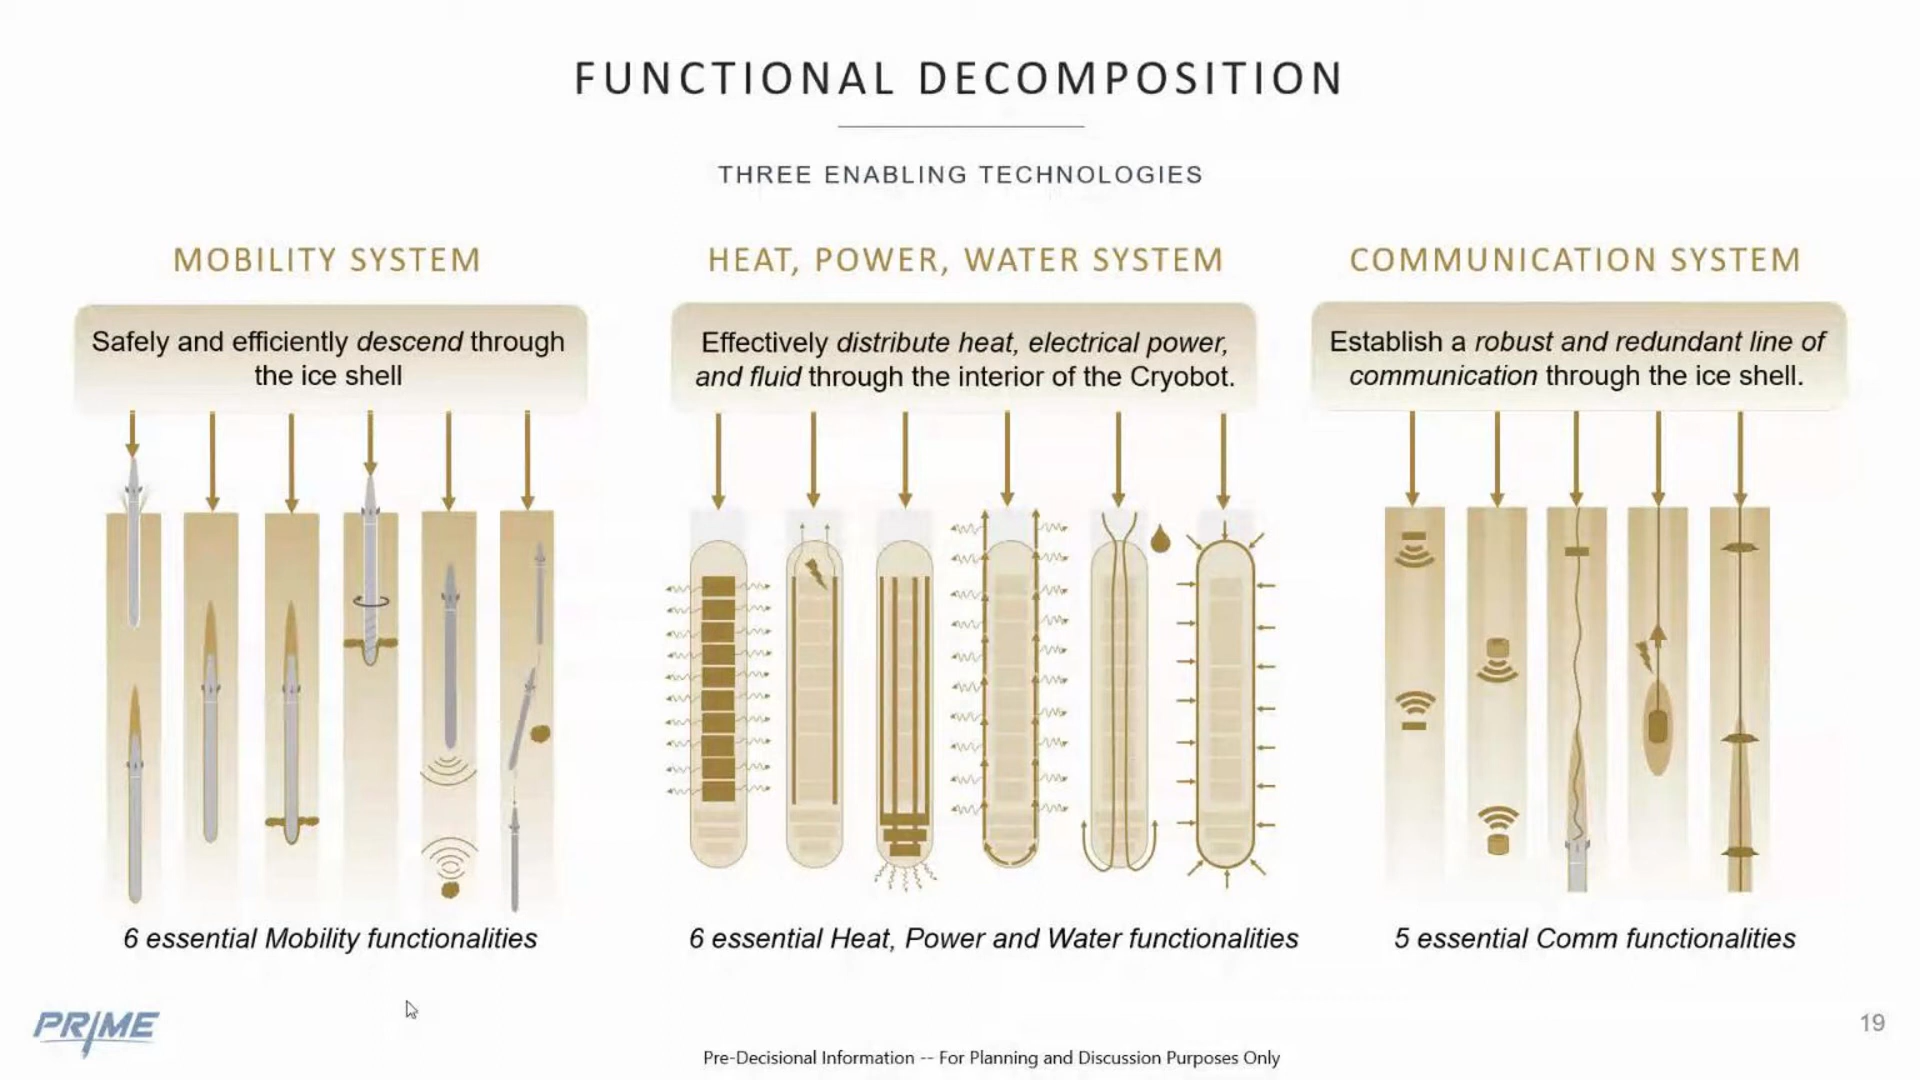 FUNCTIONAL DECOMPOSITION
THREE ENABLING TECHNOLOGIES
MOBILITY SYSTEM
Safely and efficiently descend through
the ice shell
6 essential Mobility functionalities
HEAT, POWER, WATER SYSTEM
Effectively distribute heat, electrical power,
and fluid through the interior of the Cryobot.
6 essential Heat, Power and Water functionalities
COMMUNICATION SYSTEM
Establish a robust and redundant line of
communication through the ice shell.
5 essential Comm functionalities
PRIME
19
Pre-Decisional Information -- For Planning and Discussion Purposes Only